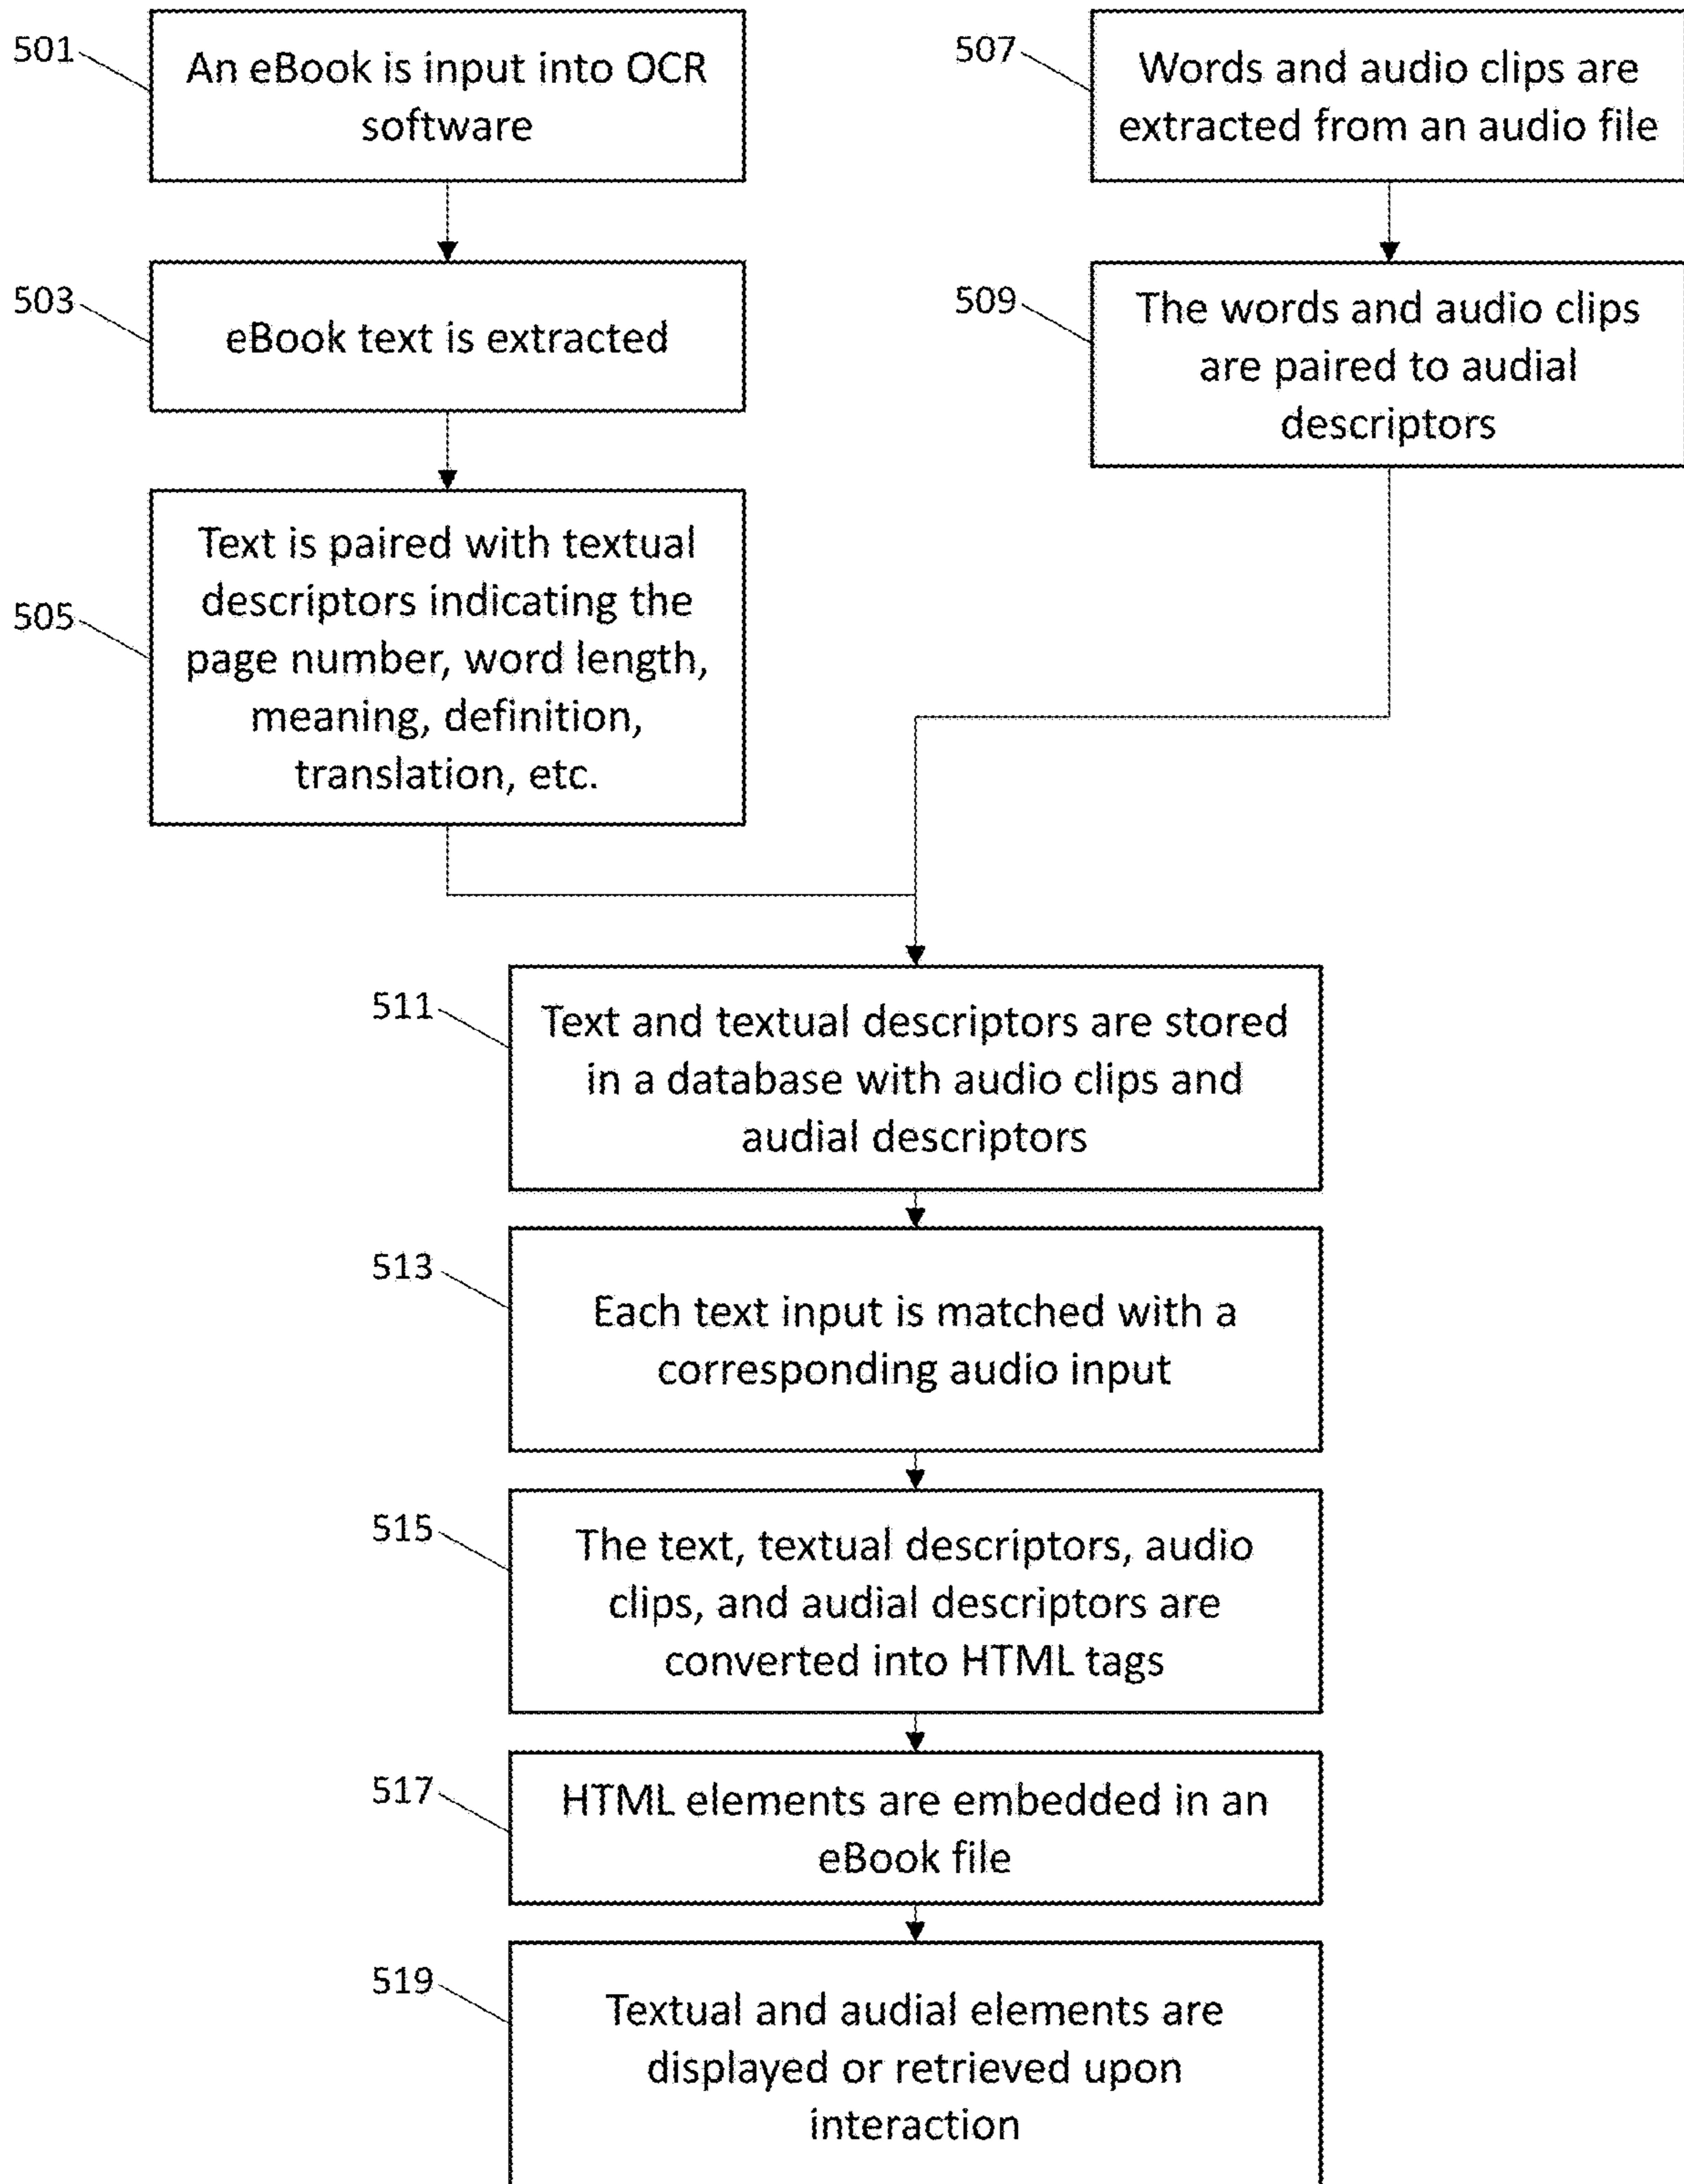 501
An eBook is input into OCR
software
503
eBook text is extracted
505
Text is paired with textual
descriptors indicating the
page number, word length,
meaning, definition,
translation, etc.
507
Words and audio clips are
extracted from an audio file
509
The words and audio clips
are paired to audial
descriptors
511
Text and textual descriptors are stored
in a database with audio clips and
audial descriptors
513
Each text input is matched with a
corresponding audio input
515
The text, textual descriptors, audio
clips, and audial descriptors are
converted into HTML tags
517
HTML elements are embedded in an
eBook file
519
Textual and audial elements are
displayed or retrieved upon
interaction